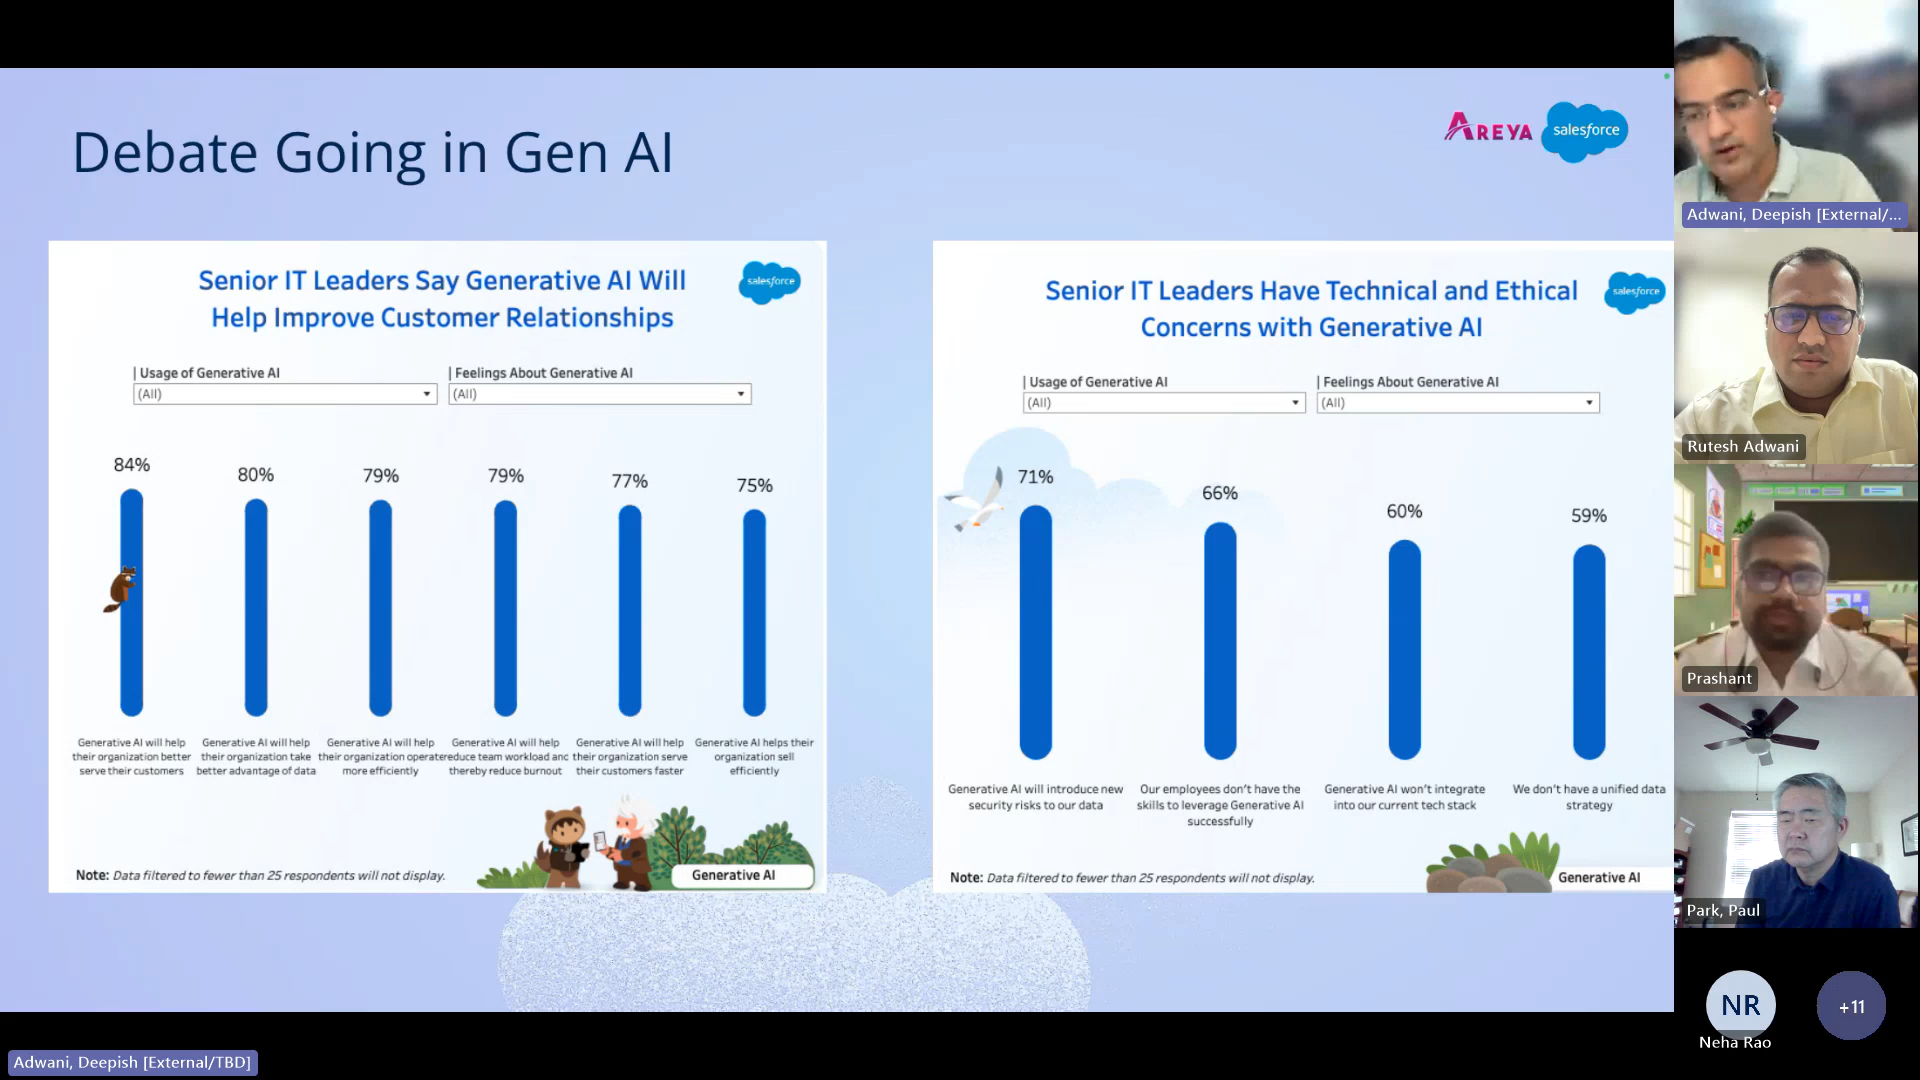 Debate Going in Gen AI
AREYA
salesforce
Senior IT Leaders Say Generative AI Will
Help Improve Customer Relationships
salesforce
| Usage of Generative AI
(All)
| Feelings About Generative AI
(All)
84%
80%
79%
79%
77%
75%
Generative AI will help
their organization better
serve their customers
Generative AI will help
their organization take
better advantage of data
Generative AI will help
their organization operate
more efficiently
Generative AI will help
reduce team workload and
thereby reduce burnout
Generative AI will help
their organization serve
their customers faster
Generative AI helps their
organization sell
efficiently
Note: Data filtered to fewer than 25 respondents will not display.
Generative AI
Senior IT Leaders Have Technical and Ethical
Concerns with Generative AI
salesforce
| Usage of Generative AI
(All)
| Feelings About Generative AI
(All)
71%
66%
60%
59%
Generative AI will introduce new
security risks to our data
Our employees don't have the
skills to leverage Generative AI
successfully
Generative AI won't integrate
into our current tech stack
We don't have a unified data
strategy
Note: Data filtered to fewer than 25 respondents will not display.
Generative AI
Adwani, Deepish [External/...
Rutesh Adwani
Prashant
Park, Paul
NR
Neha Rao
+11
Adwani, Deepish [External/TBD]